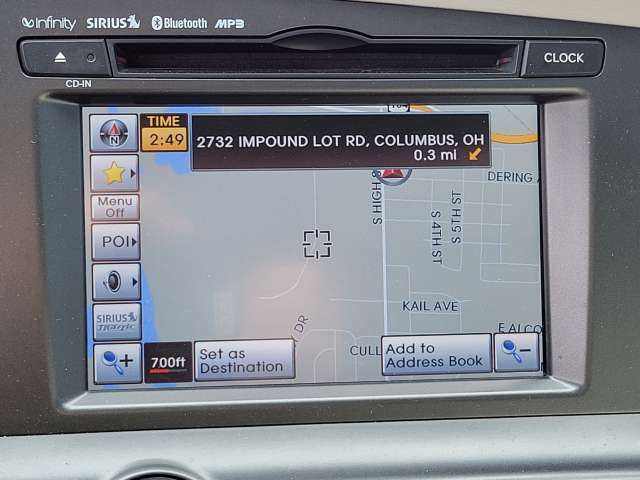 infinity SIRIUS Bluetooth MP3
CD-IN
CLOCK
TIME
2:49
2732 IMPOUND LOT RD, COLUMBUS, OH
0.3 mi
N
Menu
Off
POI
SIRIUS
Traffic
700ft
Set as
Destination
Add to
Address Book
DERING
S HIGH S
S 4TH ST
S 5TH ST
KAIL AVE
DR
CULL